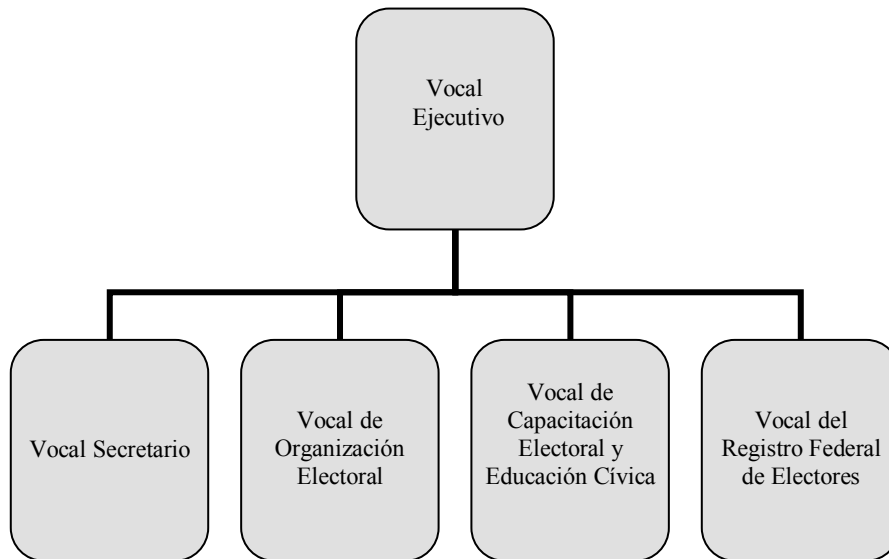 Vocal
Ejecutivo
Vocal Secretario
Vocal de
Organización
Electoral
Vocal de
Capacitación
Electoral y
Educación Cívica
Vocal del
Registro Federal
de Electores